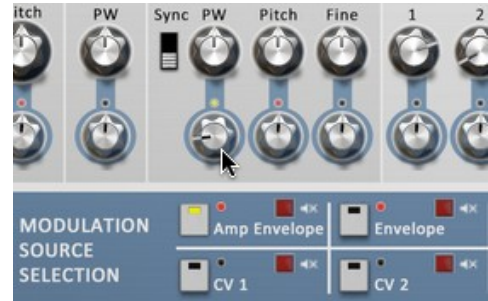 itch PW Sync PW Pitch Fine 1 2
MODULATION
SOURCE
SELECTION
Amp Envelope Envelope
CV 1 CV 2